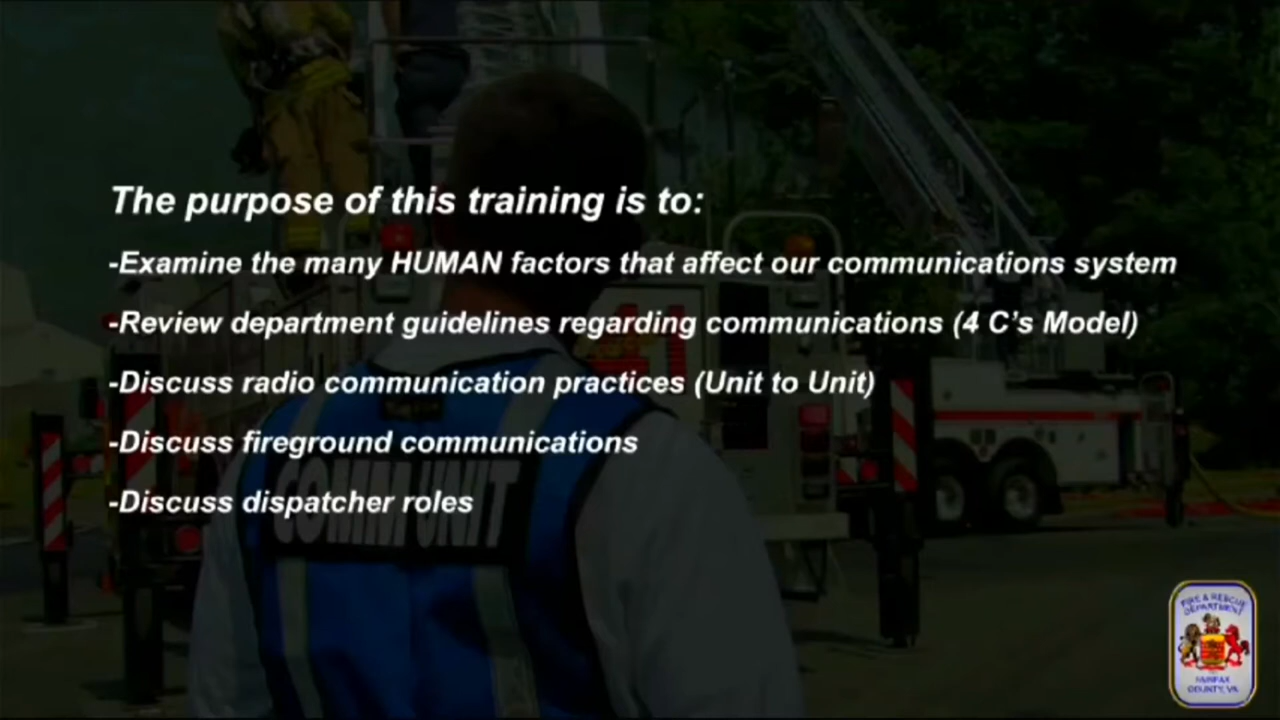 The purpose of this training is to:
-Examine the many HUMAN factors that affect our communications system
-Review department guidelines regarding communications (4 C's Model)
-Discuss radio communication practices (Unit to Unit)
-Discuss fireground communications
-Discuss dispatcher roles
41
COMM UNIT
FIRE & RESCUE
DEPARTMENT
FAIRFAX
COUNTY, VA